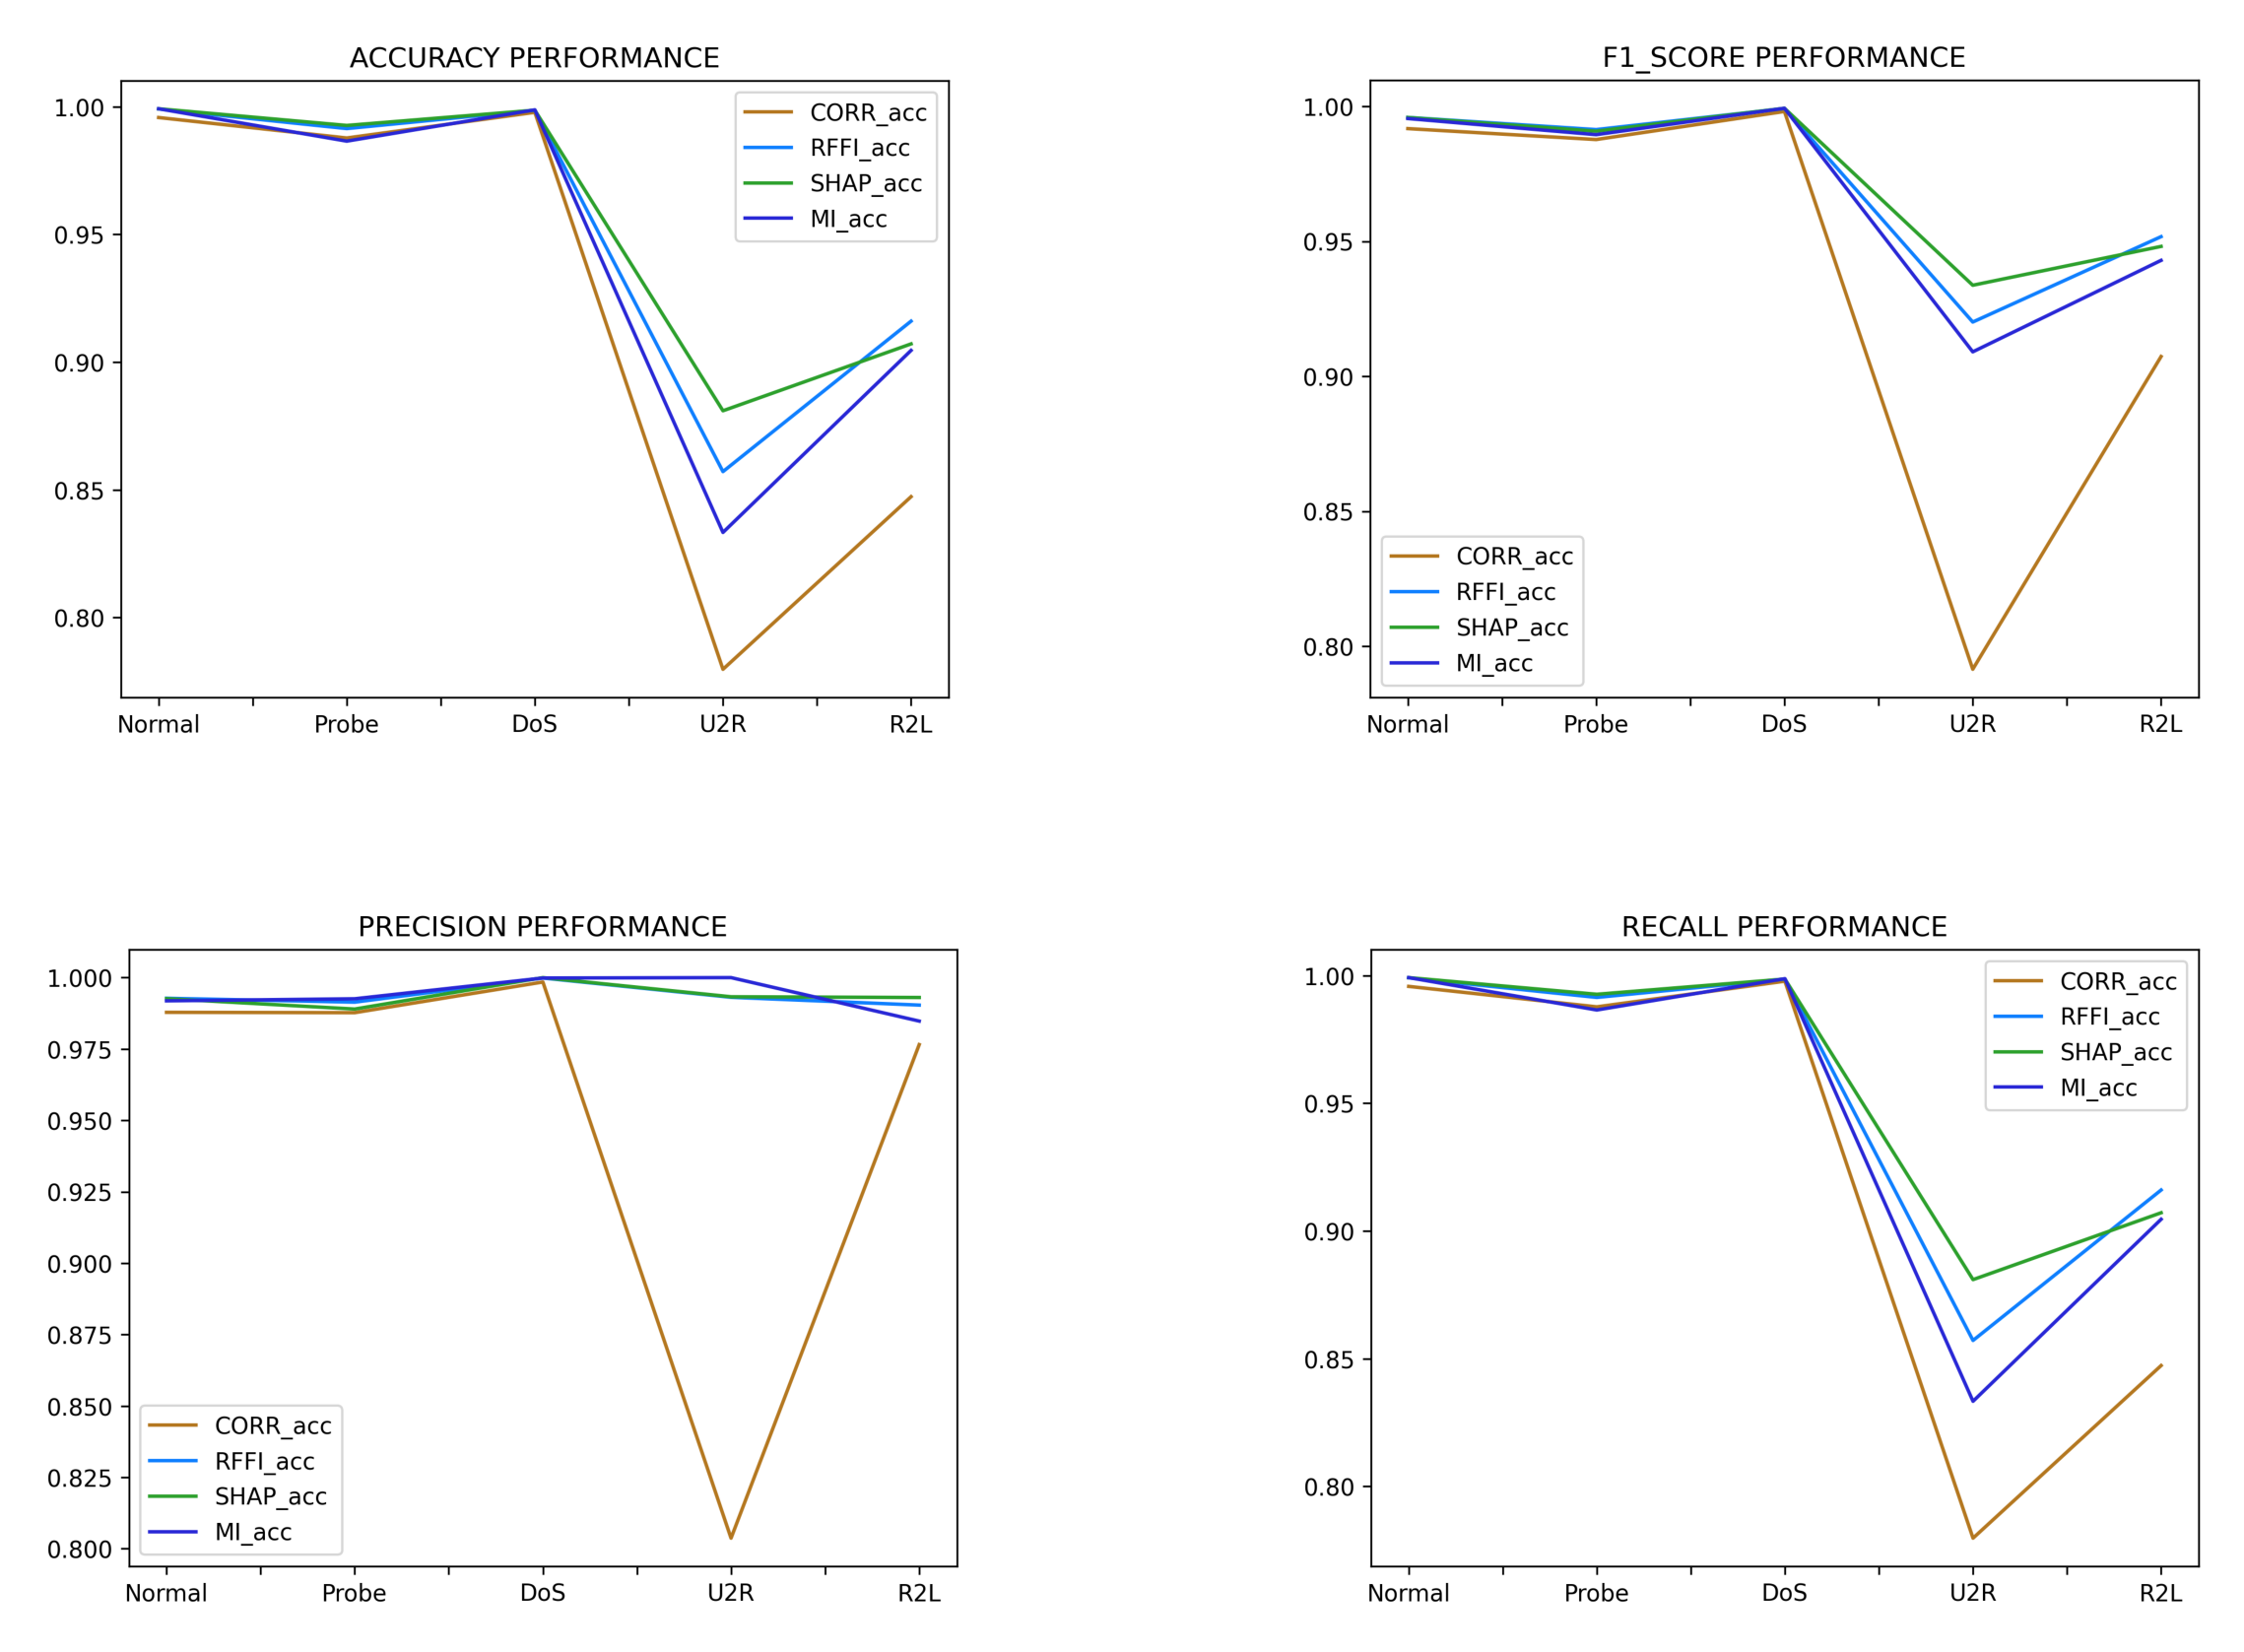 ACCURACY PERFORMANCE
1.00
0.95
0.90
0.85
0.80
CORR_acc
RFFI_acc
SHAP_acc
MI_acc
Normal Probe DoS U2R R2L
F1_SCORE PERFORMANCE
1.00
0.95
0.90
0.85
0.80
CORR_acc
RFFI_acc
SHAP_acc
MI_acc
Normal Probe DoS U2R R2L
PRECISION PERFORMANCE
1.000
0.975
0.950
0.925
0.900
0.875
0.850
0.825
0.800
CORR_acc
RFFI_acc
SHAP_acc
MI_acc
Normal Probe DoS U2R R2L
RECALL PERFORMANCE
1.00
0.95
0.90
0.85
0.80
CORR_acc
RFFI_acc
SHAP_acc
MI_acc
Normal Probe DoS U2R R2L